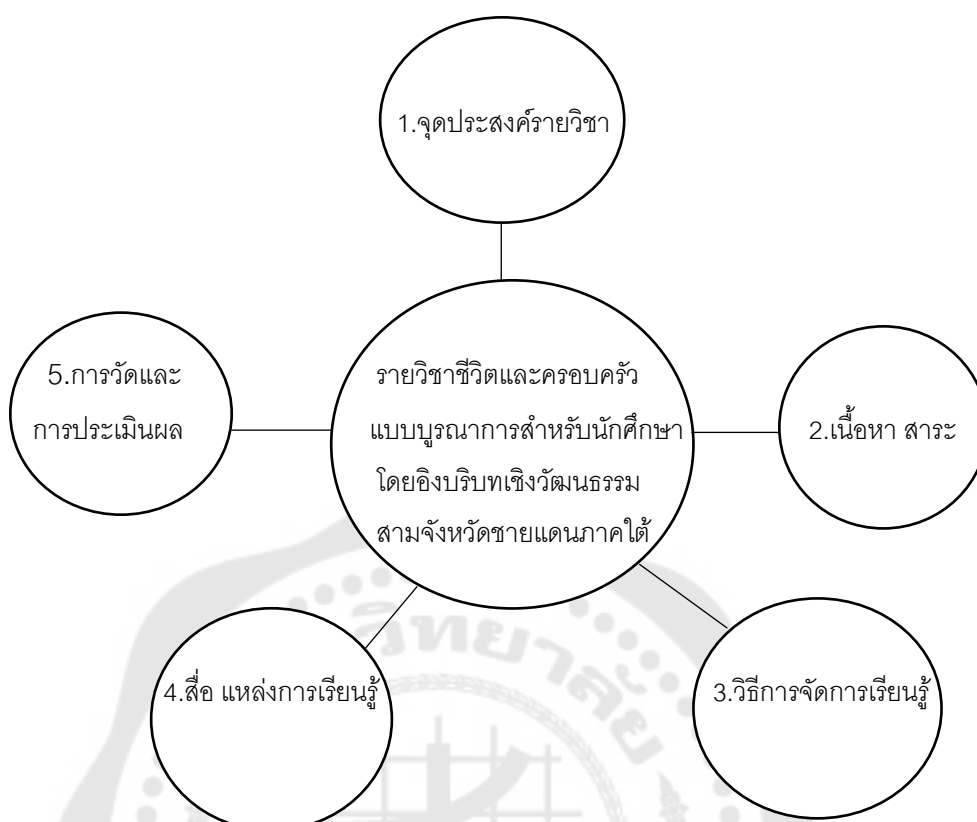 1.จุดประสงค์รายวิชา
5.การวัดและ
การประเมินผล
รายวิชาชีวิตและครอบครัว
แบบบูรณาการสำหรับนักศึกษา
โดยอิงบริบทเชิงวัฒนธรรม
สามจังหวัดชายแดนภาคใต้
2.เนื้อหา สาระ
4.สื่อ แหล่งการเรียนรู้
3.วิธีการจัดการเรียนรู้
วิทยาลัย